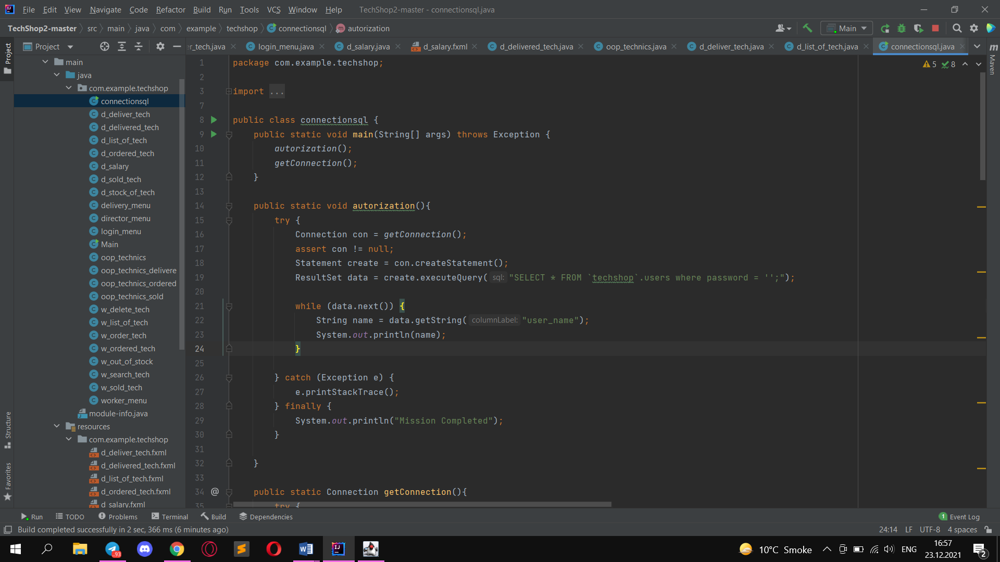 File Edit View Navigate Code Refactor Build Run Tools VCS Window Help TechShop2-master - connectionsql.java
TechShop2-master src main java com example techshop connectionsql autorization Main
Project er_tech.java login_menu.java d_salary.java d_salary.fxml d_delivered_tech.java oop_technics.java d_deliver_tech.java d_list_of_tech.java connectionsql.java
Project
Structure
Favorites
Maven
main
java
com.example.techshop
connectionsql
d_deliver_tech
d_delivered_tech
d_list_of_tech
d_ordered_tech
d_salary
d_sold_tech
d_stock_of_tech
delivery_menu
director_menu
login_menu
Main
oop_technics
oop_technics_delivere
oop_technics_ordered
oop_technics_sold
w_delete_tech
w_list_of_tech
w_order_tech
w_ordered_tech
w_out_of_stock
w_search_tech
w_sold_tech
worker_menu
module-info.java
resources
com.example.techshop
d_deliver_tech.fxml
d_delivered_tech.fxml
d_list_of_tech.fxml
d_ordered_tech.fxml
d_salary.fxml
5 8
1 package com.example.techshop;
2
3 import ...
7
8 public class connectionsql {
9 public static void main(String[] args) throws Exception {
10 autorization();
11 getConnection();
12 }
13
14 public static void autorization(){
15 try {
16 Connection con = getConnection();
17 assert con != null;
18 Statement create = con.createStatement();
19 ResultSet data = create.executeQuery( sql: "SELECT * FROM `techshop`.users where password = '';");
20
21 while (data.next()) {
22 String name = data.getString( columnLabel: "user_name");
23 System.out.println(name);
24 }
25
26 } catch (Exception e) {
27 e.printStackTrace();
28 } finally {
29 System.out.println("Mission Completed");
30 }
31
32 }
33
34 @ public static Connection getConnection(){
35 try {
Run TODO Problems Terminal Build Dependencies 1 Event Log
Build completed successfully in 2 sec, 366 ms (6 minutes ago) 24:14 LF UTF-8 4 spaces
..93 10°C Smoke ENG 16:57
23.12.2021 2